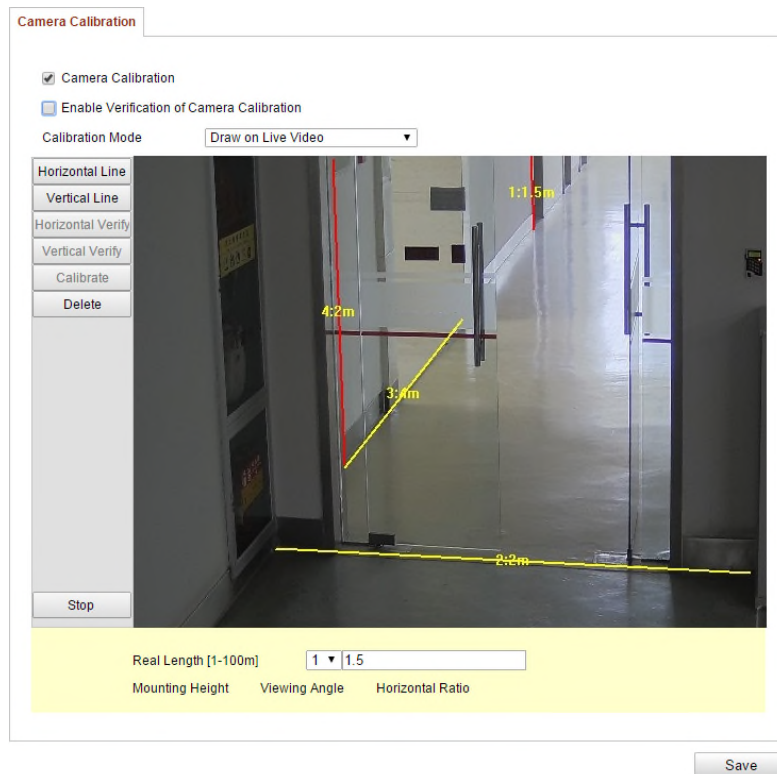 Camera Calibration
Camera Calibration
Enable Verification of Camera Calibration
Calibration Mode Draw on Live Video
Horizontal Line
Vertical Line
Horizontal Verify
Vertical Verify
Calibrate
Delete
1:1.5m
4:2m
3:4m
2:2m
Stop
Real Length [1-100m] 1 1.5
Mounting Height Viewing Angle Horizontal Ratio
Save